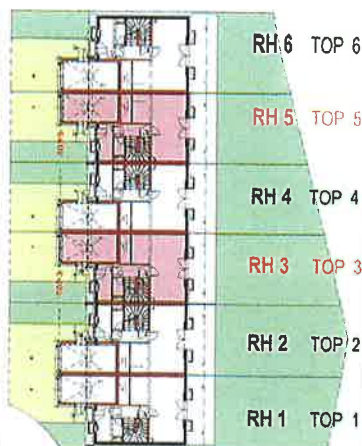 RH 6 TOP 6
RH 5 TOP 5
RH 4 TOP 4
RH 3 TOP 3
RH 2 TOP 2
RH 1 TOP 1